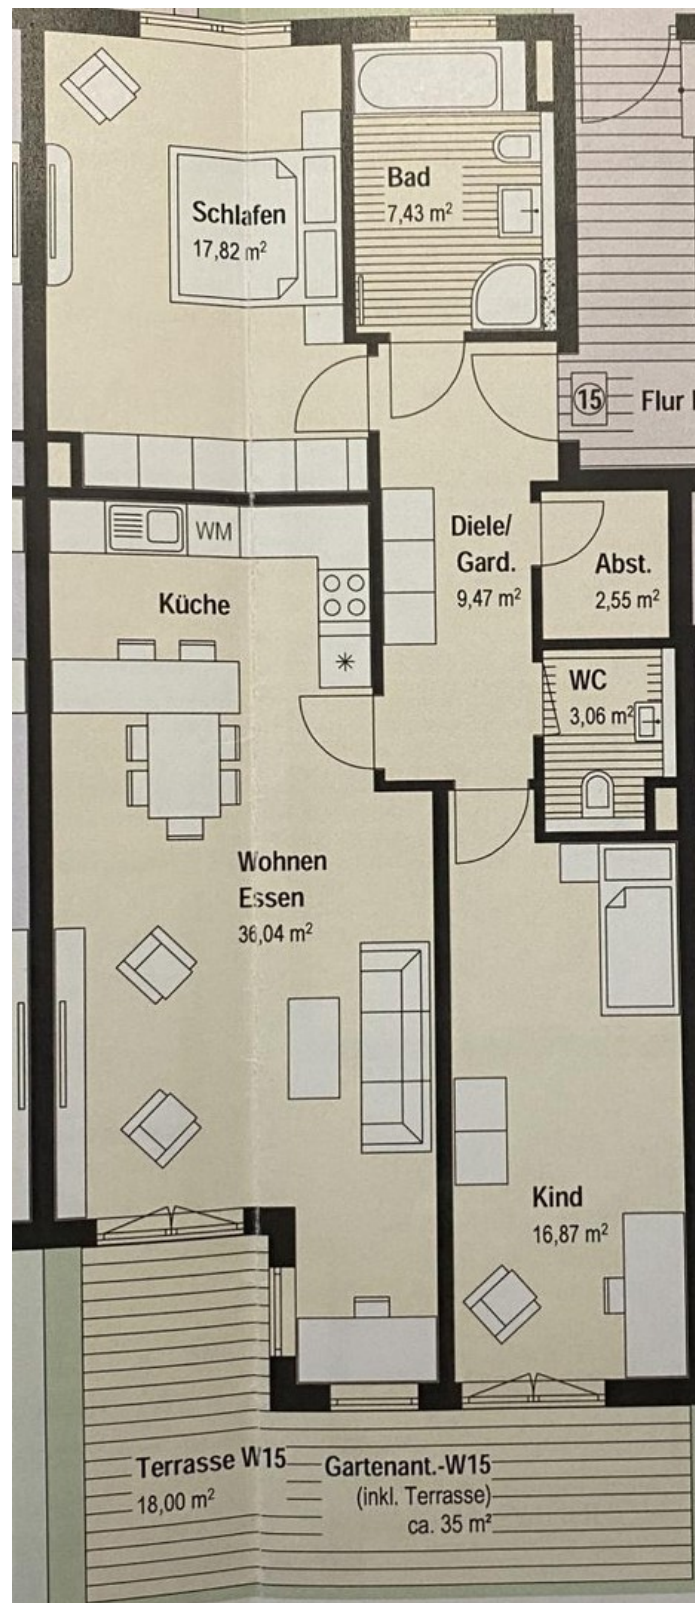 Schlafen
17,82 m²
Bad
7,43 m²
15
Flur
WM
Küche
Diele/
Gard.
9,47 m²
Abst.
2,55 m²
WC
3,06 m²
Wohnen
Essen
36,04 m²
Kind
16,87 m²
Terrasse W15
18,00 m²
Gartenant.-W15
(inkl. Terrasse)
ca. 35 m²